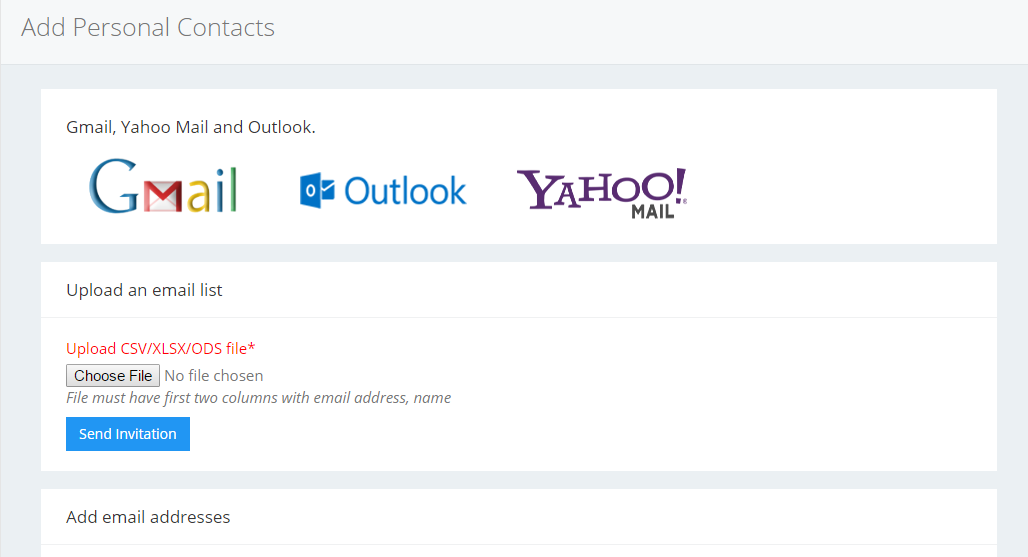 Add Personal Contacts
Gmail, Yahoo Mail and Outlook.
Gmail Outlook YAHOO! MAIL
Upload an email list
Upload CSV/XLSX/ODS file*
Choose File No file chosen
File must have first two columns with email address, name
Send Invitation
Add email addresses